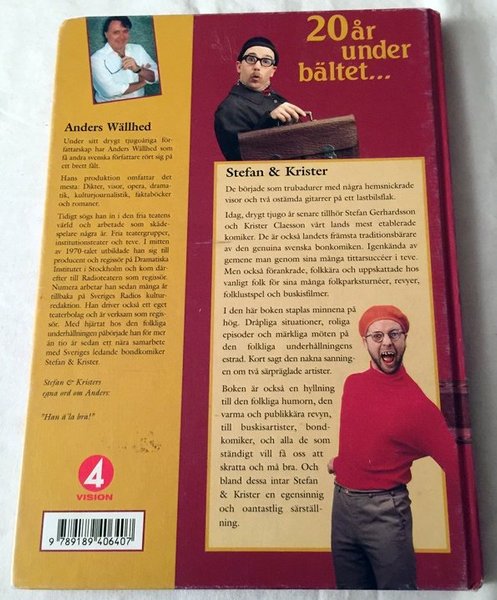 20 år
under
bältet...
Anders Wällhed
Under sitt drygt tjugoåriga för-
fattarskap har Anders Wällhed som
få andra svenska författare rört sig på
ett brett fält.
Hans produktion omfattar det
mesta. Dikter, visor, opera, drama-
tik, kulturjournalistik, faktaböcker
och romaner.
Tidigt sögs han in i den fria teaterns
värld och arbetade som skåde-
spelare några år. Fria teatergrupper,
institutionsteater och teve. I mitten
av 1970-talet utbildade han sig till
producent och regissör på Dramatiska
Institutet i Stockholm och kom där-
efter till Radioteatern som regissör.
Numera arbetar han sedan många år
tillbaka på Sveriges Radios kultur-
redaktion. Han driver också ett eget
teaterbolag och är verksam som regis-
sör. Med hjärtat hos den folkliga
underhållningen påbörjade han för mer
än tio år sedan ett nära samarbete
med Sveriges ledande bondkomiker
Stefan & Krister.
Stefan & Kristers
egna ord om Anders:
"Han ä'la bra!"
4
VISION
9 789189 406407
Stefan & Krister
De började som trubadurer med några hemsnickrade
visor och två ostämda gitarrer på ett lastbilsflak.
Idag, drygt tjugo år senare tillhör Stefan Gerhardsson
och Krister Claesson vårt lands mest etablerade
komiker. De är också landets främsta traditionsbärare
av den genuina svenska bonkomiken. Igenkända av
gemene man genom sina många tittarsuccéer i teve.
Men också förankrade, folkkära och uppskattade hos
vanligt folk för sina många folkparksturnéer, revyer,
folklustspel och buskisfilmer.
I den här boken staplas minnena på
hög. Dråpliga situationer, roliga
episoder och märkliga möten på
den folkliga underhållningens
estrad. Kort sagt den nakna sanning-
en om två särpräglade artister.
Boken är också en hyllning
till den folkliga humorn, den
varma och publikkära revyn,
till buskisartister, bond-
komiker, och alla de som
ständigt vill få oss att
skratta och må bra. Och
bland dessa intar Stefan
& Krister en egensinnig
och oantastlig särställ-
ning.